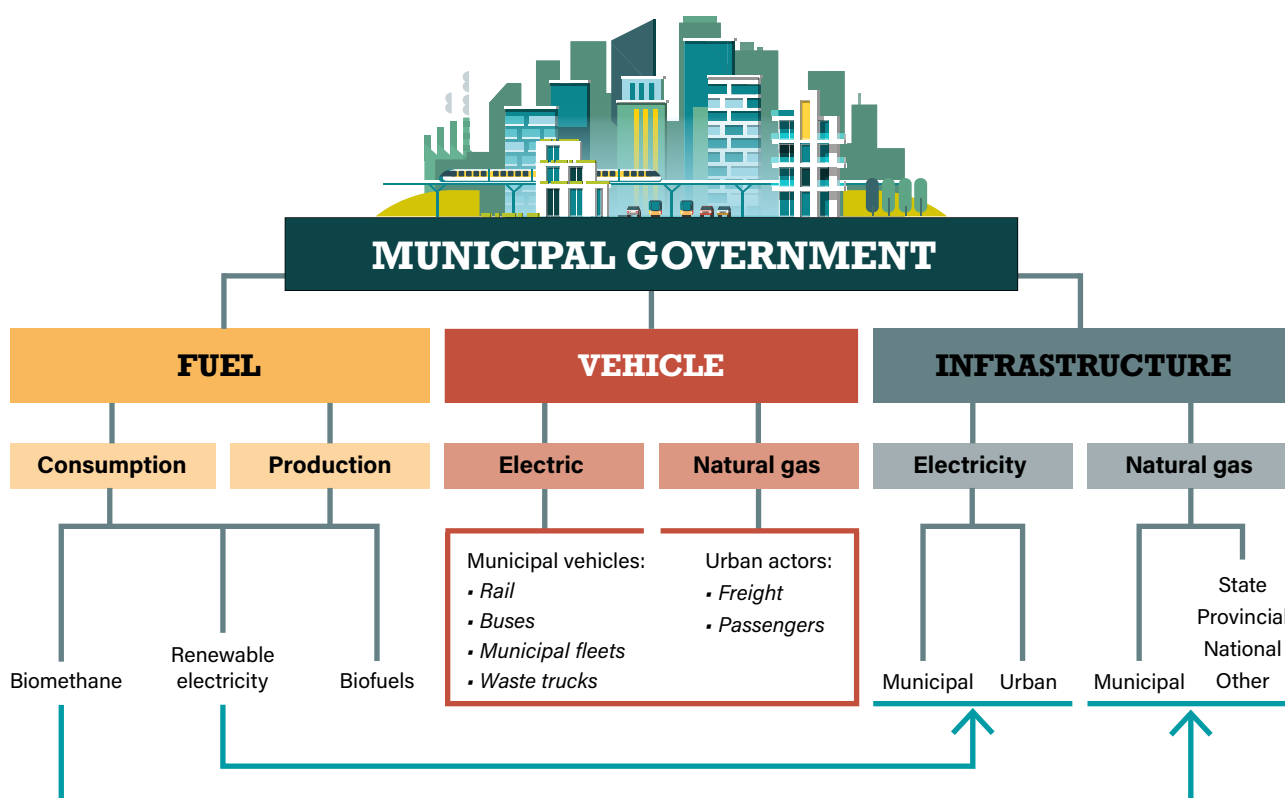 MUNICIPAL GOVERNMENT
FUEL
VEHICLE
INFRASTRUCTURE
Consumption
Production
Electric
Natural gas
Electricity
Natural gas
Biomethane
Renewable
electricity
Biofuels
Municipal vehicles:
• Rail
• Buses
• Municipal fleets
• Waste trucks
Urban actors:
• Freight
• Passengers
Municipal
Urban
Municipal
State
Provincial
National
Other